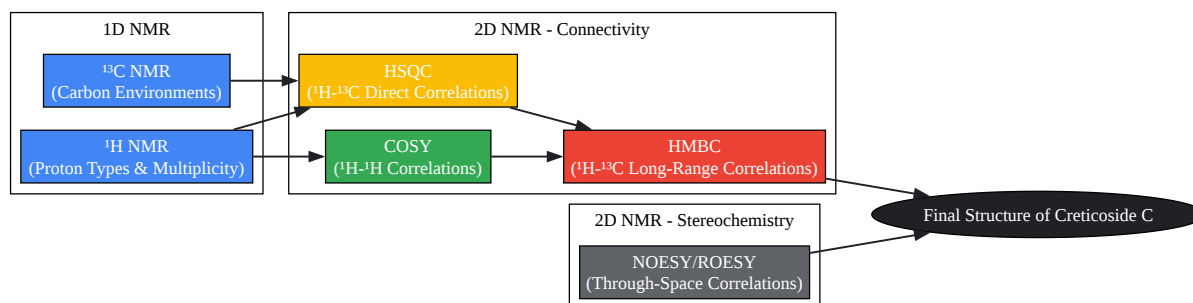 1D NMR
¹³C NMR
(Carbon Environments)
¹H NMR
(Proton Types & Multiplicity)
2D NMR - Connectivity
HSQC
(¹H-¹³C Direct Correlations)
COSY
(¹H-¹H Correlations)
HMBC
(¹H-¹³C Long-Range Correlations)
2D NMR - Stereochemistry
NOESY/ROESY
(Through-Space Correlations)
Final Structure of Creticoside C